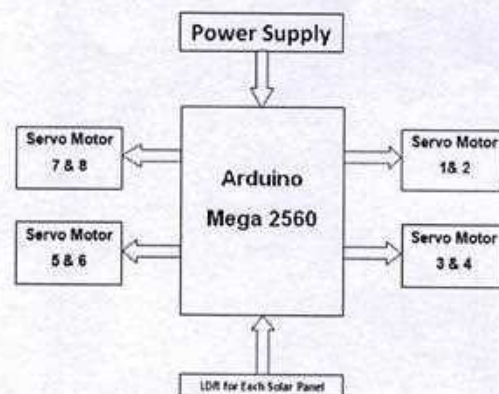 Power Supply
Servo Motor
7 & 8
Arduino
Mega 2560
Servo Motor
1& 2
Servo Motor
5 & 6
Servo Motor
3 & 4
LDR for Each Solar Panel